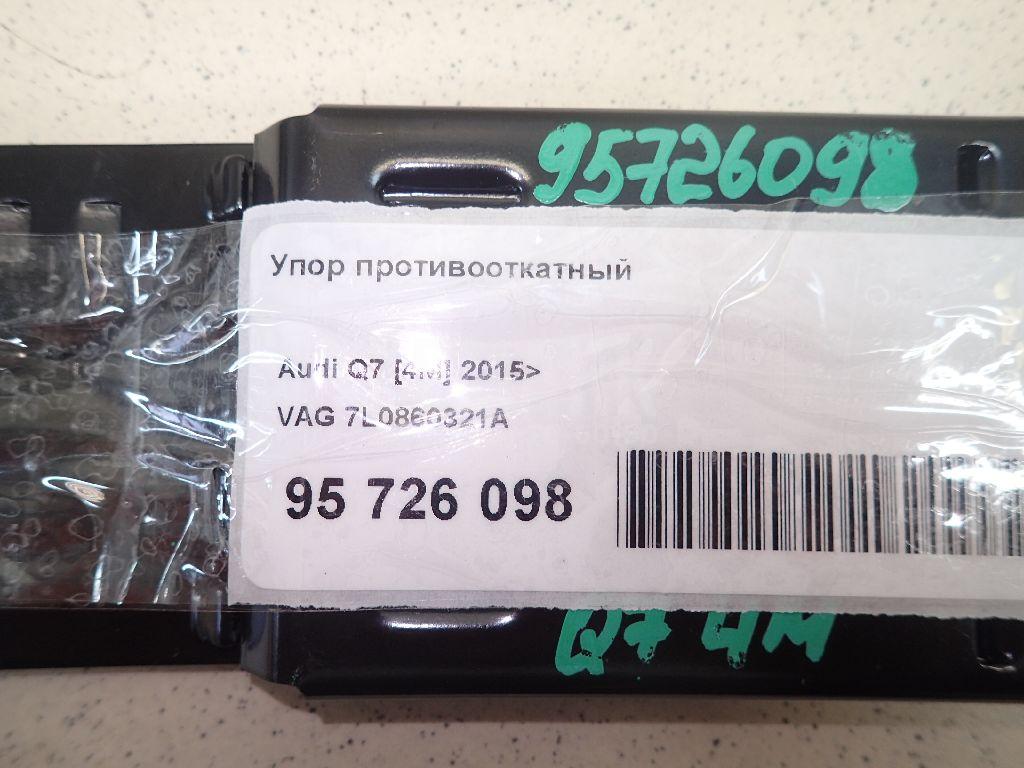 95726098
Упор противооткатный
Audi Q7 [4M] 2015>
VAG 7L0860321A
95 726 098
Q7 4M